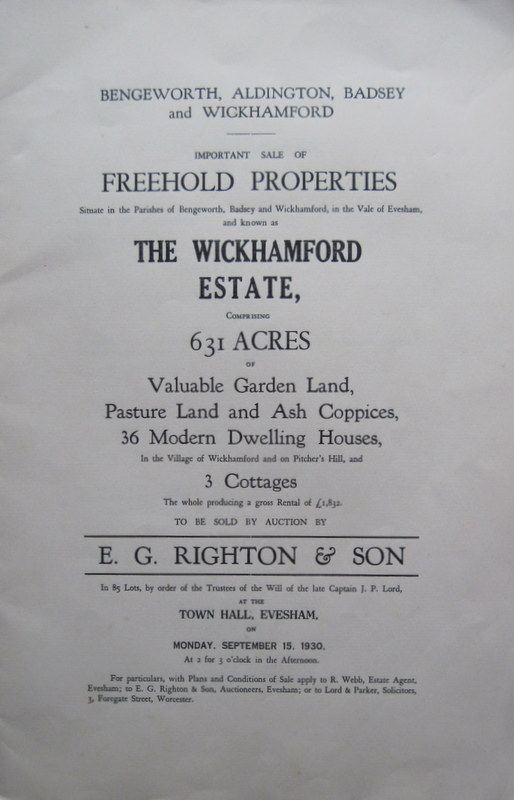 BENGEWORTH, ALDINGTON, BADSEY
and WICKHAMFORD
IMPORTANT SALE OF
FREEHOLD PROPERTIES
Situate in the Parishes of Bengeworth, Badsey and Wickhamford, in the Vale of Evesham,
and known as
THE WICKHAMFORD
ESTATE,
Comprising
631 ACRES
OF
Valuable Garden Land,
Pasture Land and Ash Coppices,
36 Modern Dwelling Houses,
In the Village of Wickhamford and on Pitcher's Hill, and
3 Cottages
The whole producing a gross Rental of £1,832.
TO BE SOLD BY AUCTION BY
E. G. RIGHTON & SON
In 85 Lots, by order of the Trustees of the Will of the late Captain J. P. Lord,
AT THE
TOWN HALL, EVESHAM,
ON
MONDAY, SEPTEMBER 15, 1930.
At 2 for 3 o'clock in the Afternoon.
For particulars, with Plans and Conditions of Sale apply to R. Webb, Estate Agent,
Evesham; to E. G. Righton & Son, Auctioneers, Evesham; or to Lord & Parker, Solicitors,
3, Foregate Street, Worcester.